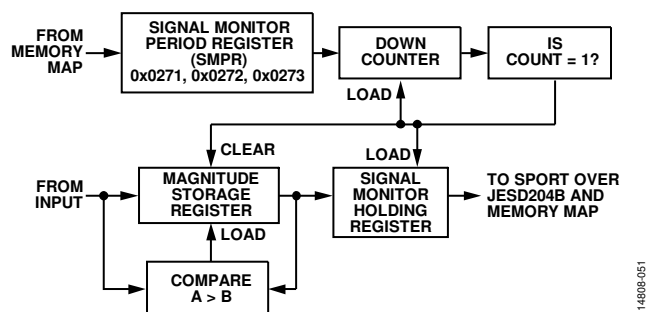 FROM
MEMORY
MAP
SIGNAL MONITOR
PERIOD REGISTER
(SMPR)
0x0271, 0x0272, 0x0273
DOWN
COUNTER
IS
COUNT = 1?
LOAD
CLEAR
LOAD
FROM
INPUT
MAGNITUDE
STORAGE
REGISTER
SIGNAL
MONITOR
HOLDING
REGISTER
TO SPORT OVER
JESD204B AND
MEMORY MAP
LOAD
COMPARE
A > B
14808-051